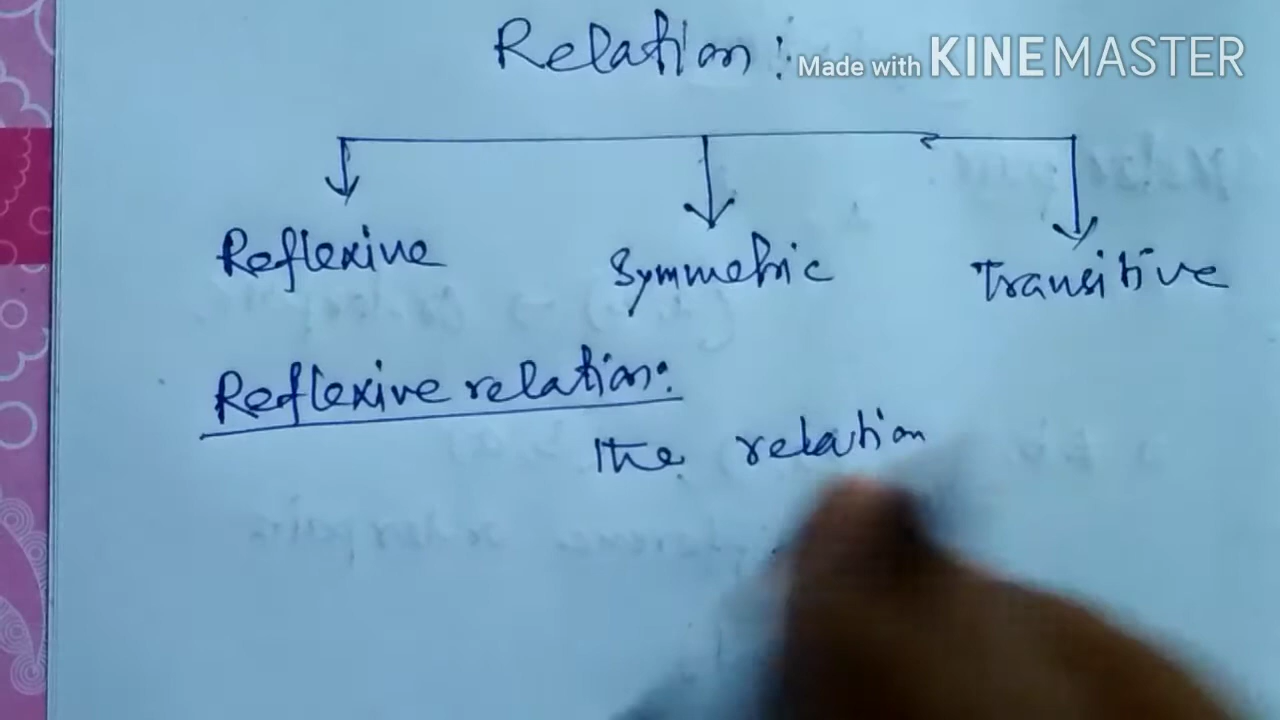 Relation:
Made with KINEMASTER
Reflexive
Symmetric
Transitive
Reflexive relation:
The relation